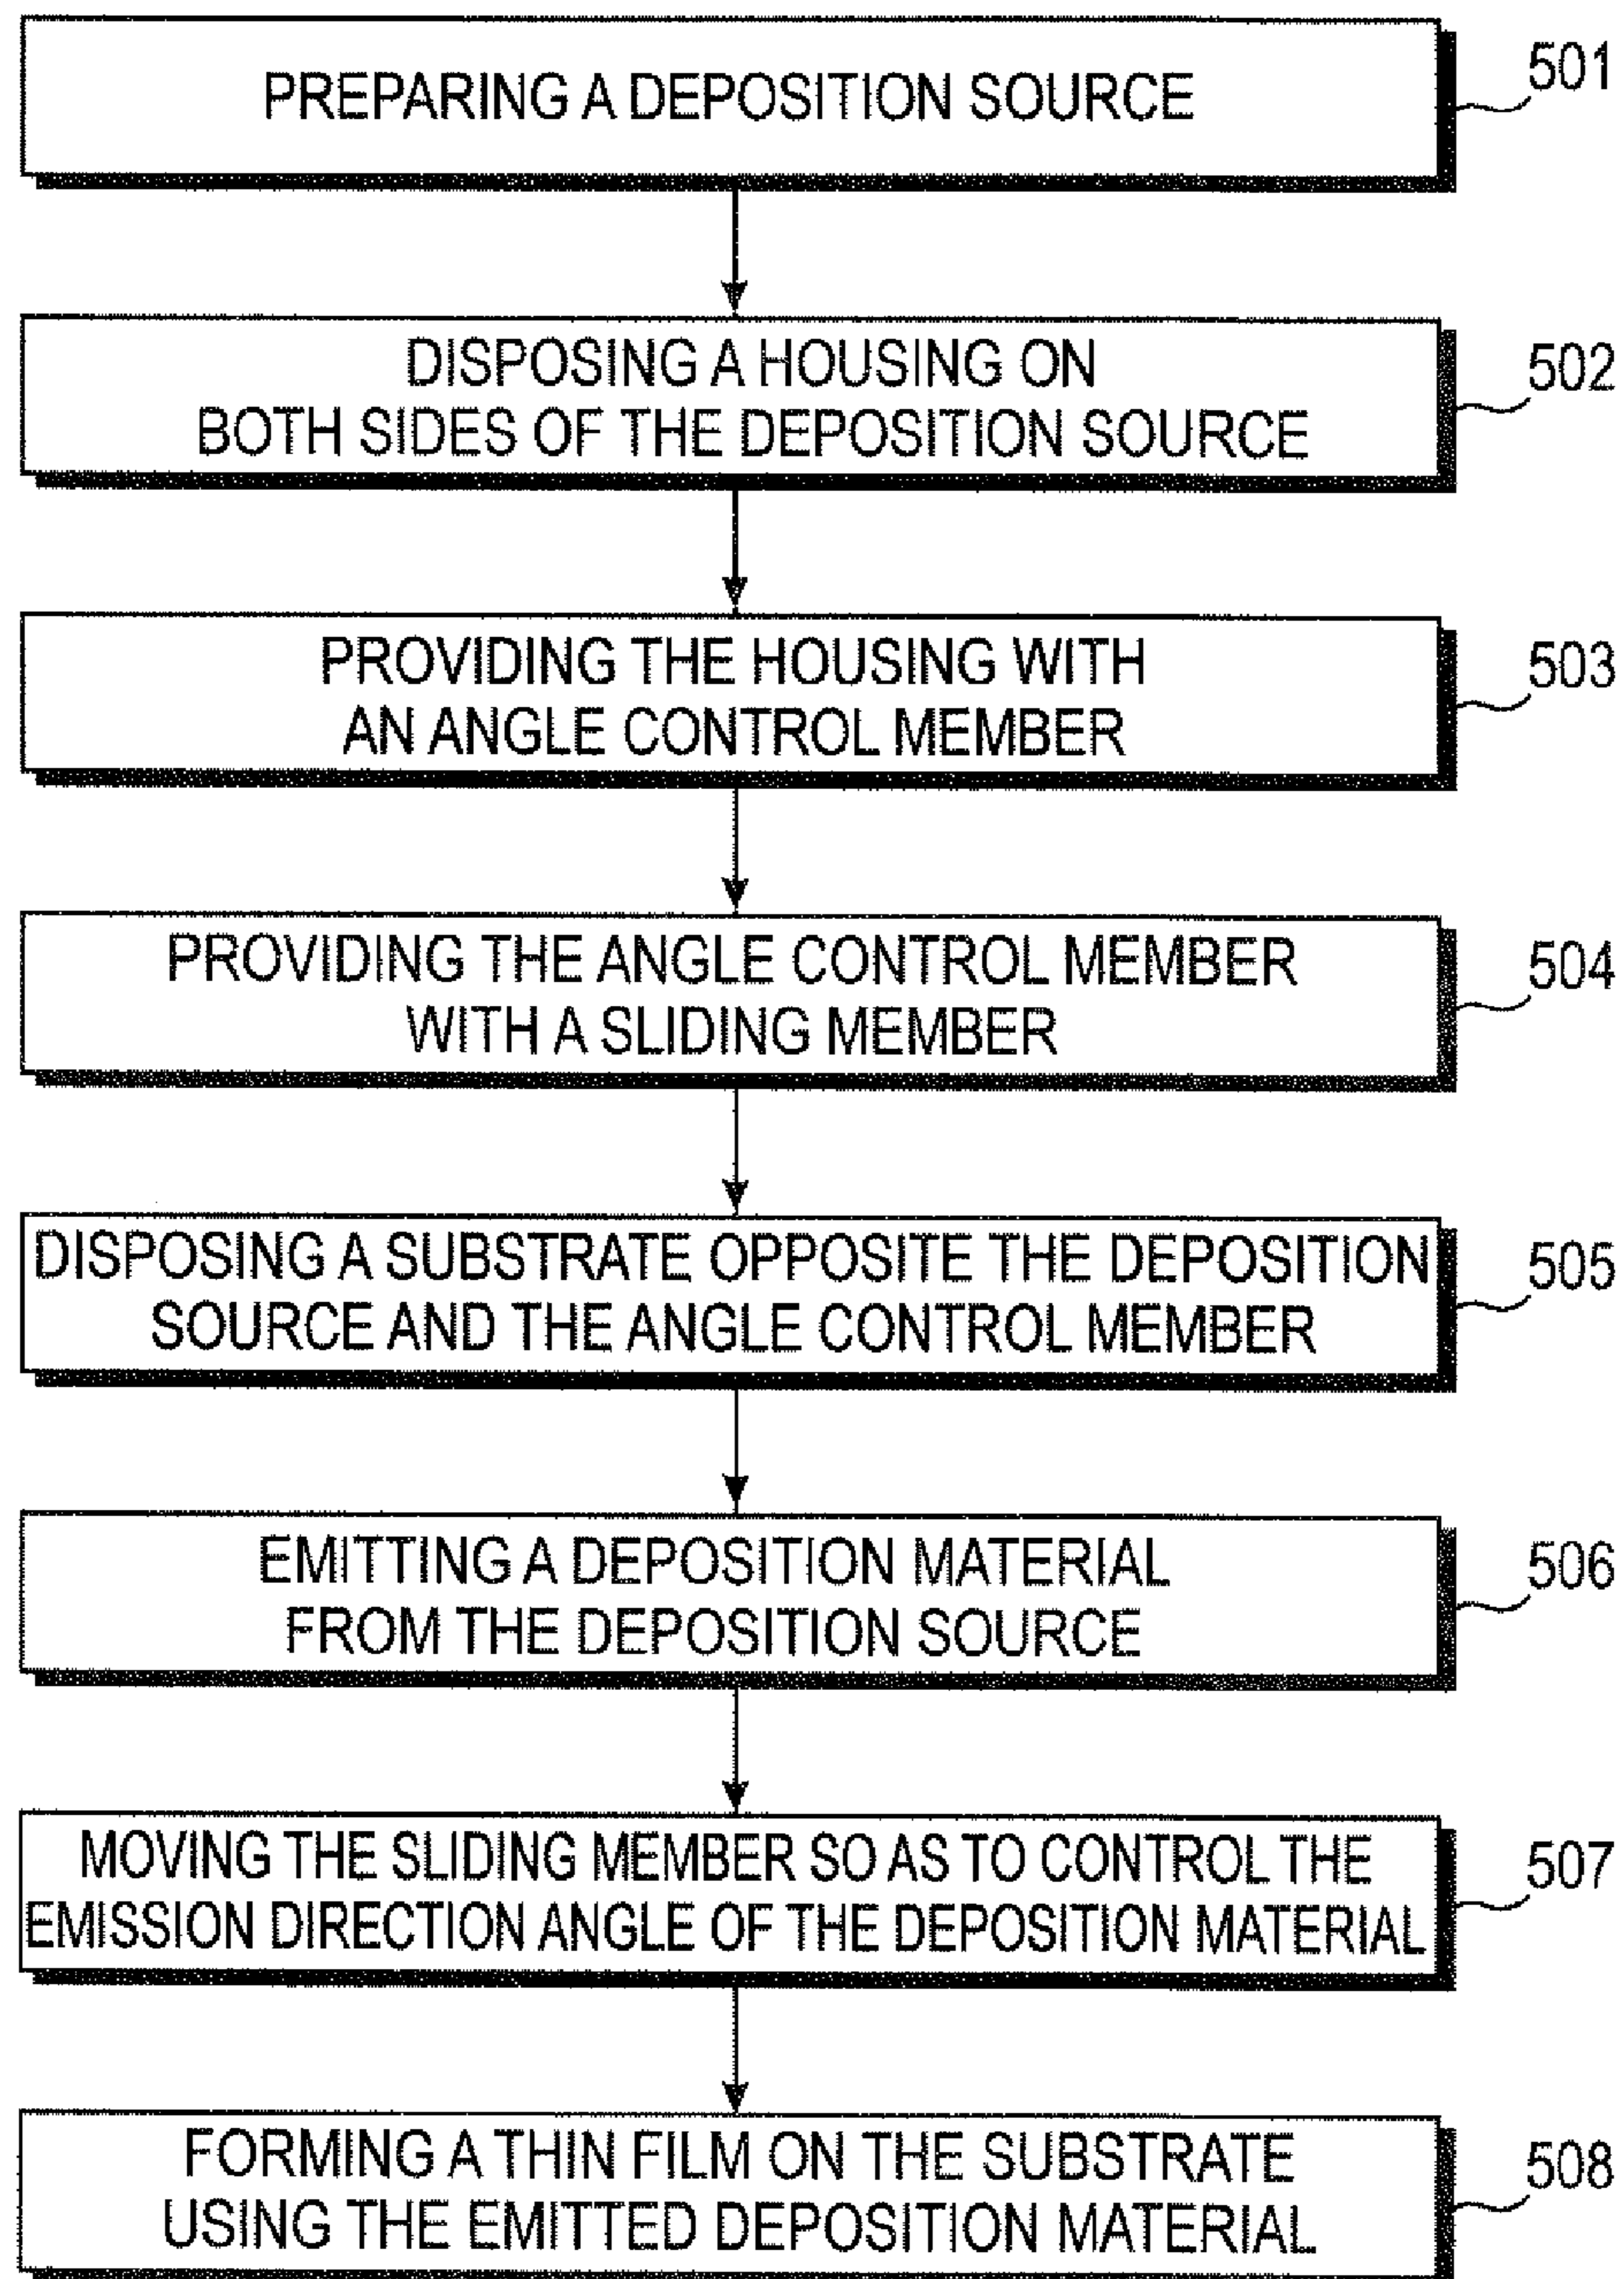 PREPARING A DEPOSITION SOURCE
501
DISPOSING A HOUSING ON
BOTH SIDES OF THE DEPOSITION SOURCE
502
PROVIDING THE HOUSING WITH
AN ANGLE CONTROL MEMBER
503
PROVIDING THE ANGLE CONTROL MEMBER
WITH A SLIDING MEMBER
504
DISPOSING A SUBSTRATE OPPOSITE THE DEPOSITION
SOURCE AND THE ANGLE CONTROL MEMBER
505
EMITTING A DEPOSITION MATERIAL
FROM THE DEPOSITION SOURCE
506
MOVING THE SLIDING MEMBER SO AS TO CONTROL THE
EMISSION DIRECTION ANGLE OF THE DEPOSITION MATERIAL
507
FORMING A THIN FILM ON THE SUBSTRATE
USING THE EMITTED DEPOSITION MATERIAL
508